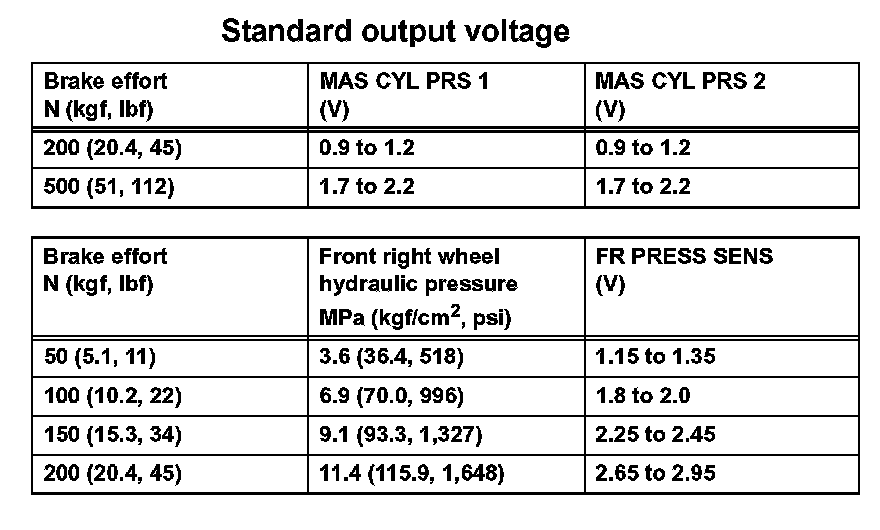 Standard output voltage
Brake effort MAS CYL PRS 1 MAS CYL PRS 2
N (kgf, lbf) (V) (V)
200 (20.4, 45) 0.9 to 1.2 0.9 to 1.2
500 (51, 112) 1.7 to 2.2 1.7 to 2.2
Brake effort Front right wheel FR PRESS SENS
N (kgf, lbf) hydraulic pressure (V)
MPa (kgf/cm², psi)
50 (5.1, 11) 3.6 (36.4, 518) 1.15 to 1.35
100 (10.2, 22) 6.9 (70.0, 996) 1.8 to 2.0
150 (15.3, 34) 9.1 (93.3, 1,327) 2.25 to 2.45
200 (20.4, 45) 11.4 (115.9, 1,648) 2.65 to 2.95